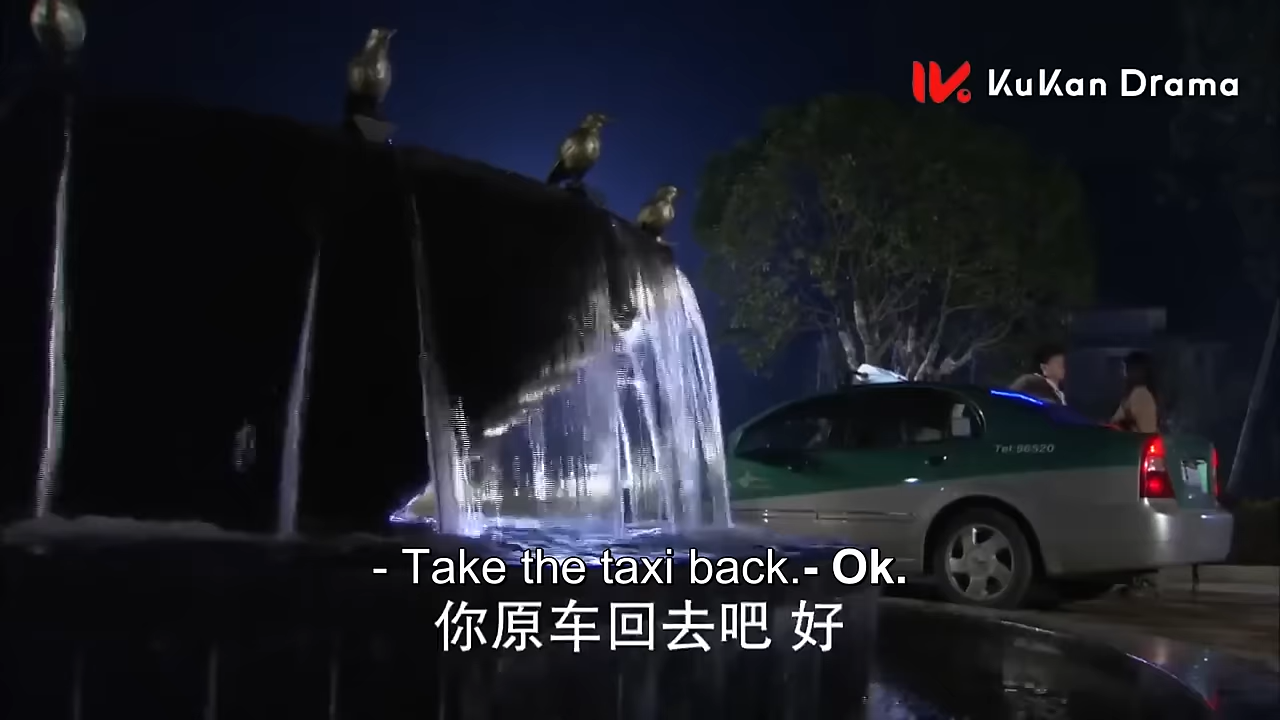 KuKan Drama
Tel:96520
- Take the taxi back.- Ok.
你原车回去吧 好